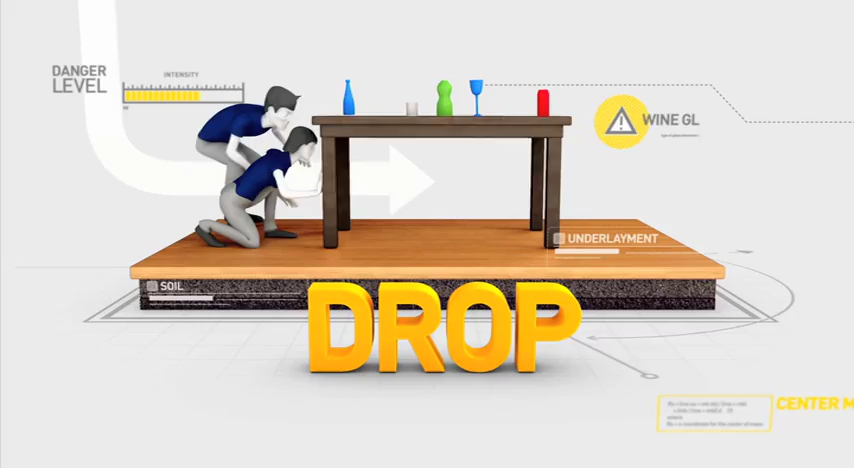 DANGER
LEVEL
INTENSITY
WINE GL
UNDERLAYMENT
SOIL
DROP
CENTER M